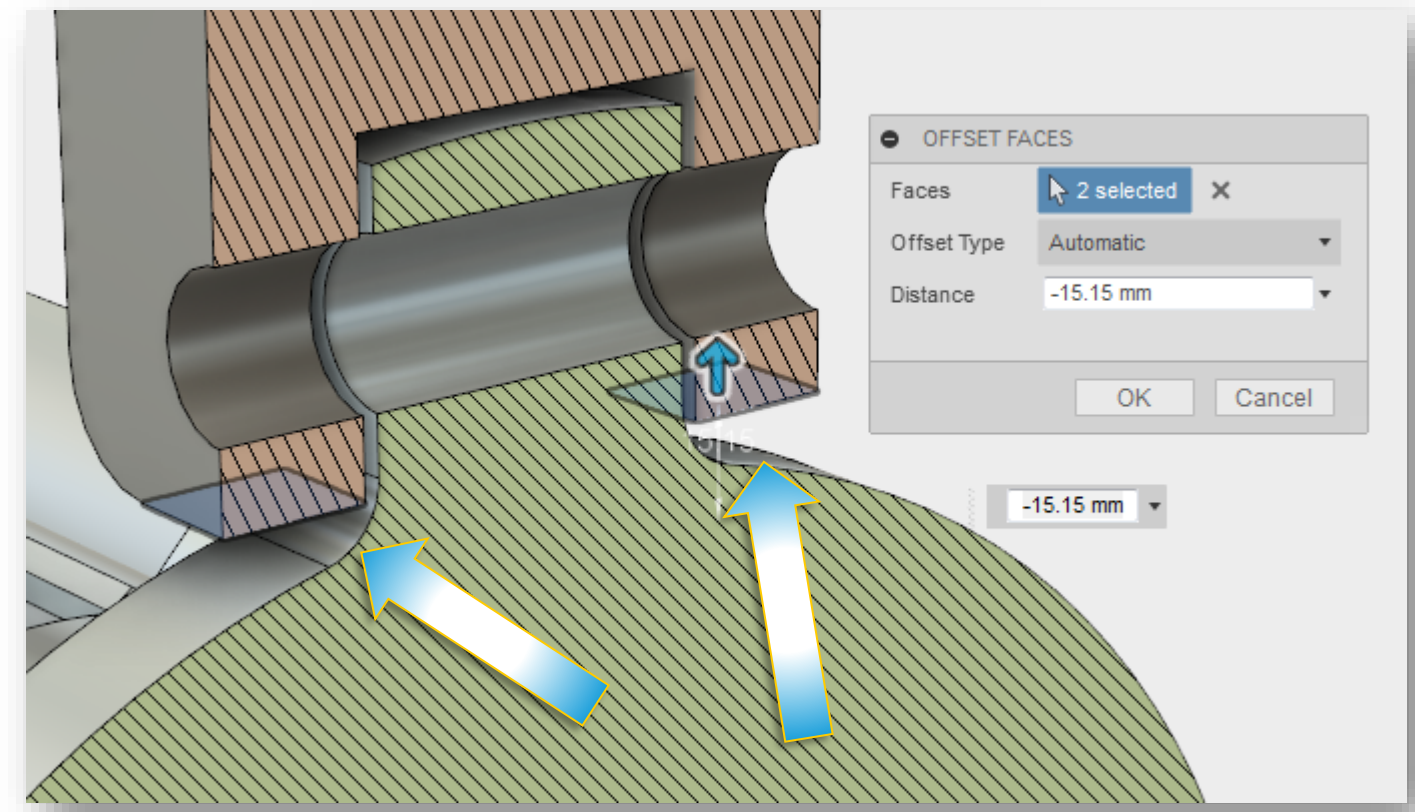 OFFSET FACES
Faces 2 selected
Offset Type Automatic
Distance -15.15 mm
OK Cancel
-15.15 mm